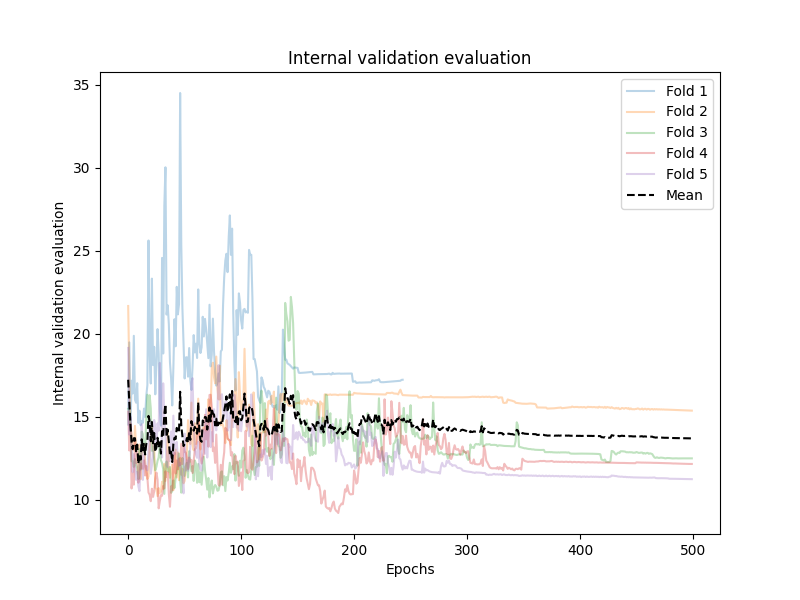 Internal validation evaluation
Internal validation evaluation
35
30
25
20
15
10
0
100
200
300
400
500
Epochs
Fold 1
Fold 2
Fold 3
Fold 4
Fold 5
Mean